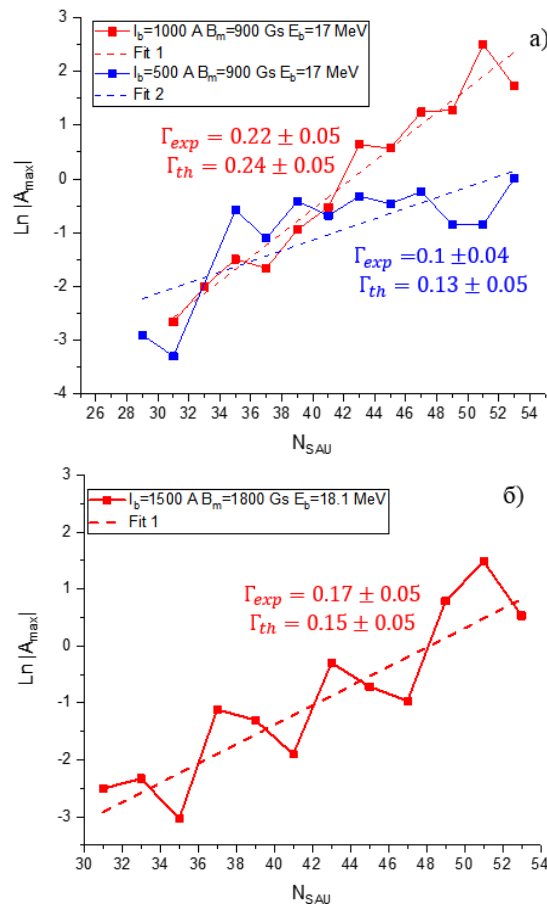 I_b=1000 A B_m=900 Gs E_b=17 MeV
Fit 1
I_b=500 A B_m=900 Gs E_b=17 MeV
Fit 2
а)
Γ_exp = 0.22 ± 0.05
Γ_th = 0.24 ± 0.05
Γ_exp =0.1 ±0.04
Γ_th = 0.13 ± 0.05
Ln |A_max|
3
2
1
0
-1
-2
-3
-4
26 28 30 32 34 36 38 40 42 44 46 48 50 52 54
N_SAU
I_b=1500 A B_m=1800 Gs E_b=18.1 MeV
Fit 1
б)
Γ_exp = 0.17 ± 0.05
Γ_th = 0.15 ± 0.05
Ln |A_max|
3
2
1
0
-1
-2
-3
30 32 34 36 38 40 42 44 46 48 50 52 54
N_SAU